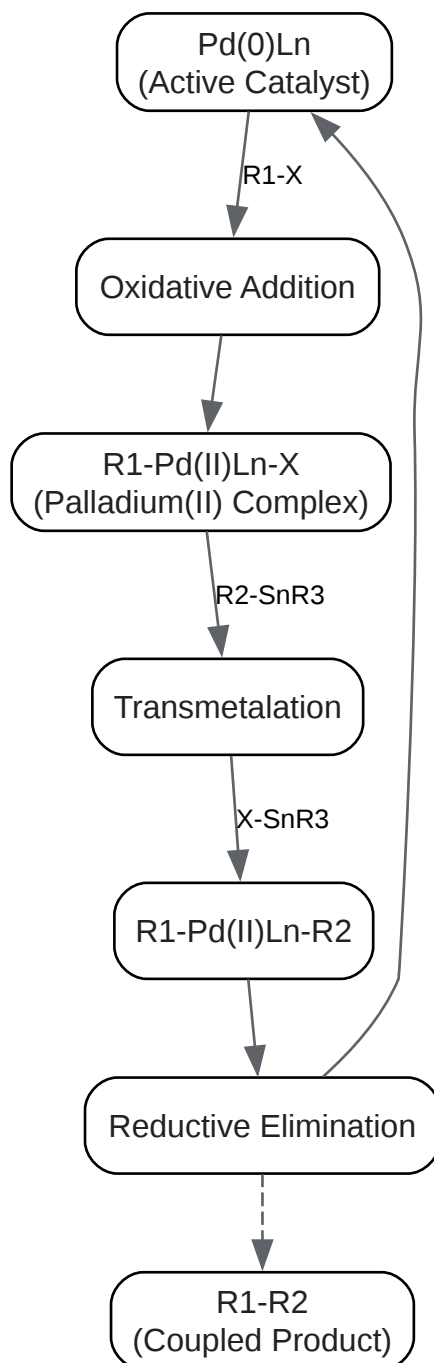 Pd(0)Ln
(Active Catalyst)
R1-X
Oxidative Addition
R1-Pd(II)Ln-X
(Palladium(II) Complex)
R2-SnR3
Transmetalation
X-SnR3
R1-Pd(II)Ln-R2
Reductive Elimination
R1-R2
(Coupled Product)